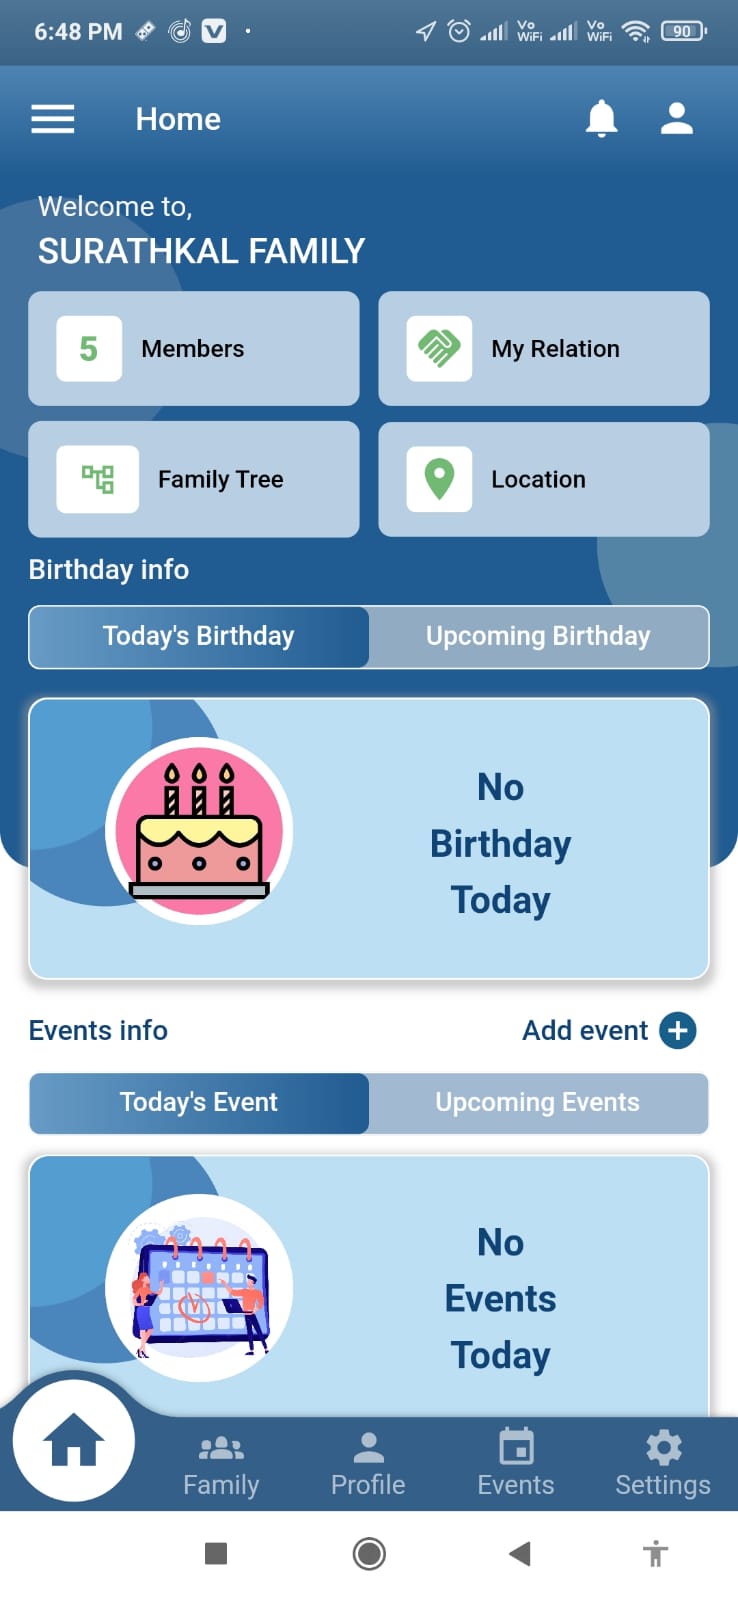 6:48 PM
Vo WiFi
Vo WiFi
90
Home
Welcome to,
SURATHKAL FAMILY
5 Members
My Relation
Family Tree
Location
Birthday info
Today's Birthday
Upcoming Birthday
No
Birthday
Today
Events info
Add event
Today's Event
Upcoming Events
No
Events
Today
Family
Profile
Events
Settings